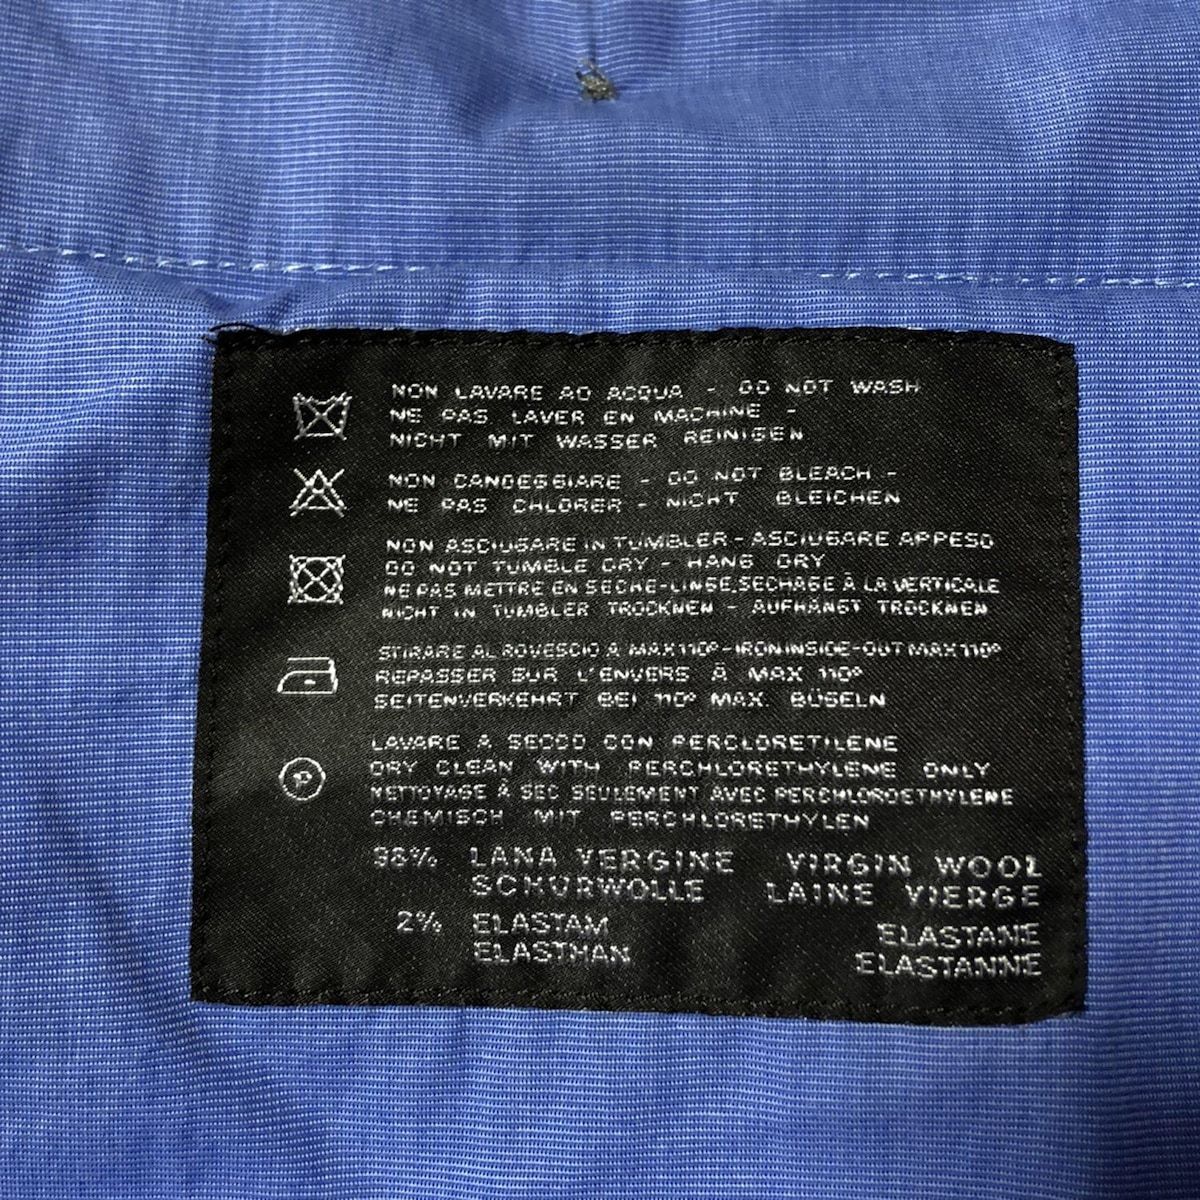 NON LAVARE AD ACQUA - DO NOT WASH
NE PAS LAVER EN MACHINE -
NICHT MIT WASSER REINIGEN
NON CANDEGGIARE - DO NOT BLEACH -
NE PAS CHLORER - NICHT BLEICHEN
NON ASCIUGARE IN TUMBLER - ASCIUGARE APPESO
DO NOT TUMBLE DRY - HANG DRY
NE PAS METTRE EN SECHE-LINGE, SECHAGE À LA VERTICALE
NICHT IN TUMBLER TROCKNEN - AUFHÄNGT TROCKNEN
STIRARE AL ROVESCIO A MAX 110° - IRON INSIDE-OUT MAX 110°
REPASSER SUR L'ENVERS À MAX 110°
SEITENVERKEHRT BEI 110° MAX. BÜGELN
LAVARE A SECCO CON PERCLORETILENE
DRY CLEAN WITH PERCHLORETHYLENE ONLY
NETTOYAGE À SEC SEULEMENT AVEC PERCHLOROETHYLENE
CHEMISCH MIT PERCHLORETHYLEN
P
98% LANA VERGINE VIRGIN WOOL
SCHURWOLLE LAINE VIERGE
2% ELASTAM ELASTANE
ELASTHAN ELASTANNE